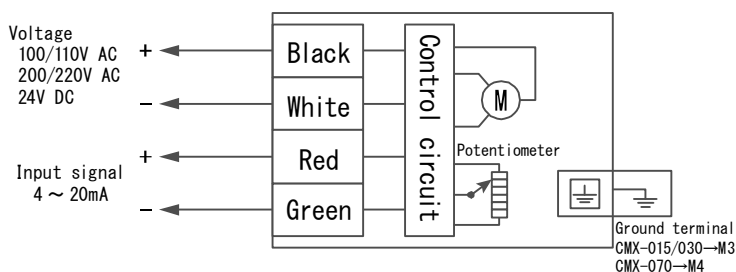 Voltage
100/110V AC
200/220V AC
24V DC
+
−
Input signal
4 ～ 20mA
+
−
Black
White
Red
Green
Control circuit
M
Potentiometer
Ground terminal
CMX-015/030→M3
CMX-070→M4